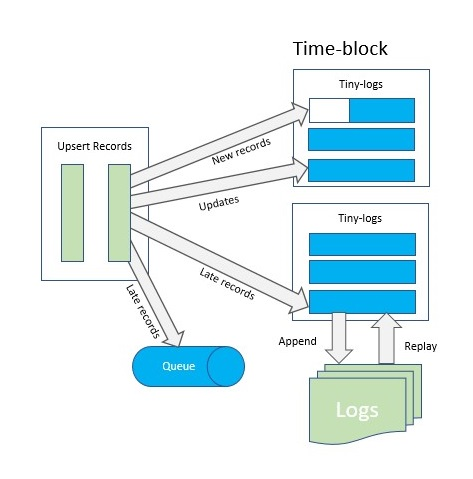 Time-block
Tiny-logs
Upsert Records
New records
Updates
Tiny-logs
Late records
Late records
Append
Replay
Queue
Logs